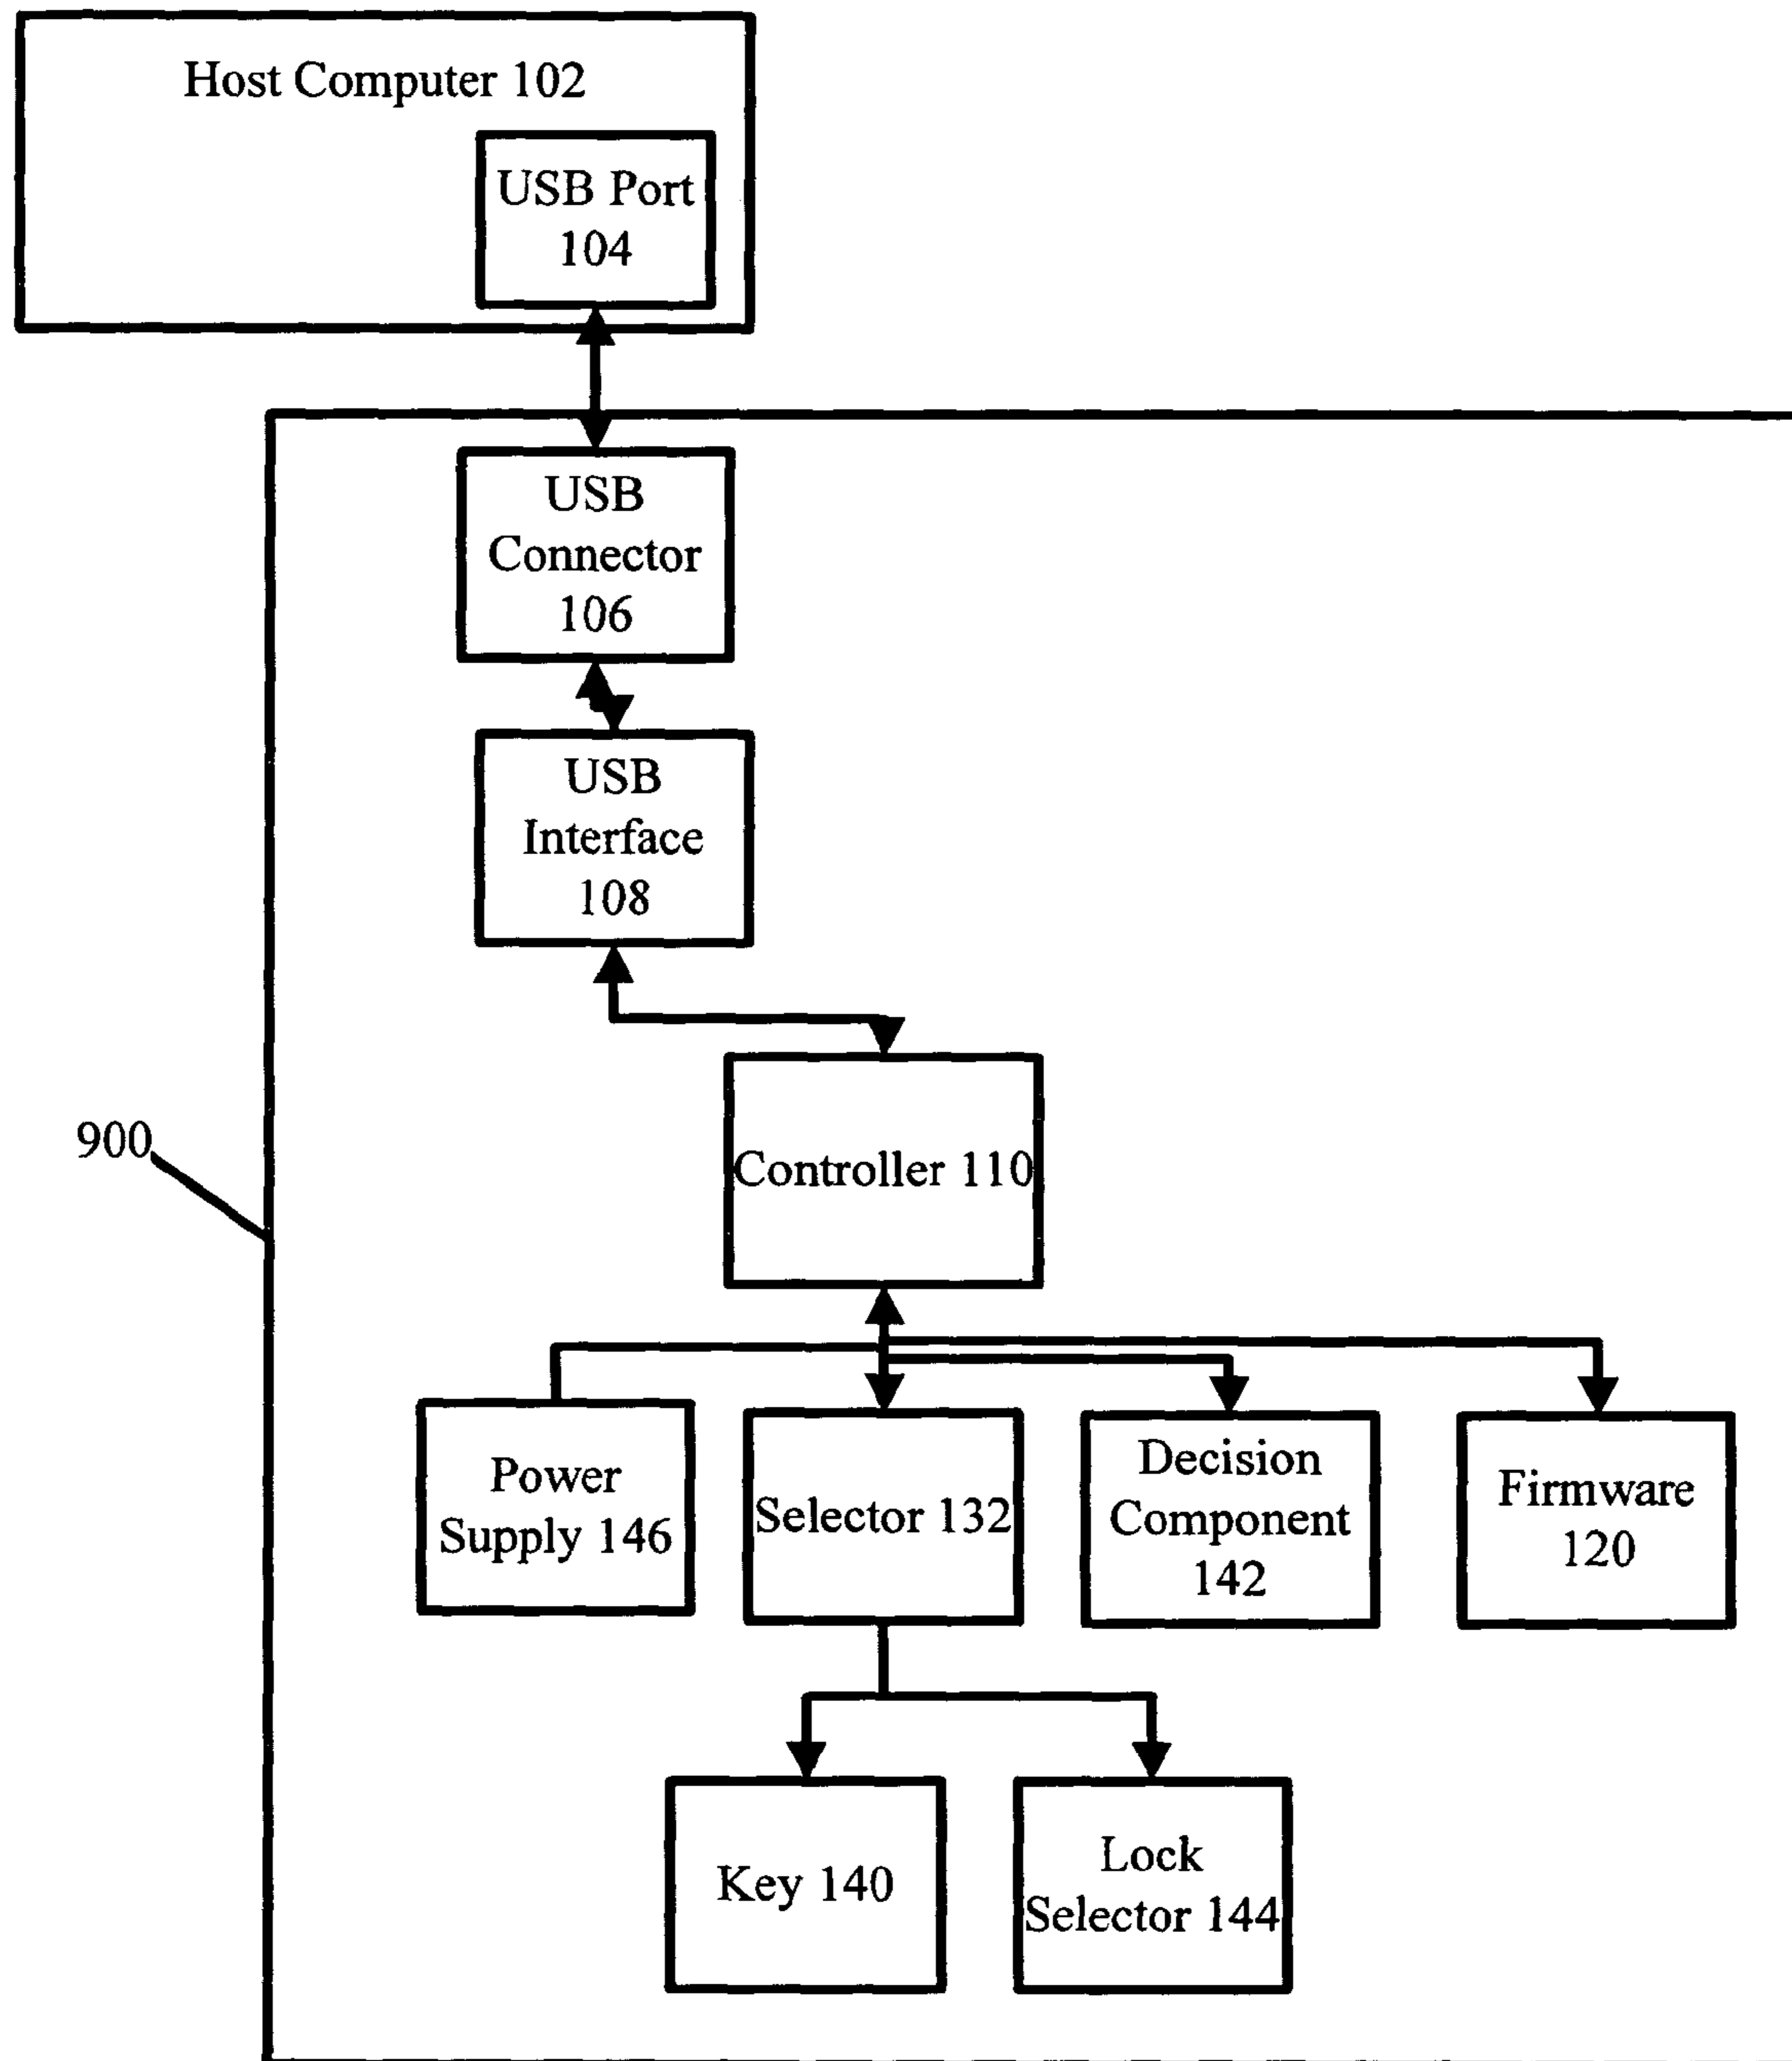 Host Computer 102
USB Port
104
USB
Connector
106
USB
Interface
108
900
Controller 110
Power
Supply 146
Selector 132
Decision
Component
142
Firmware
120
Key 140
Lock
Selector 144